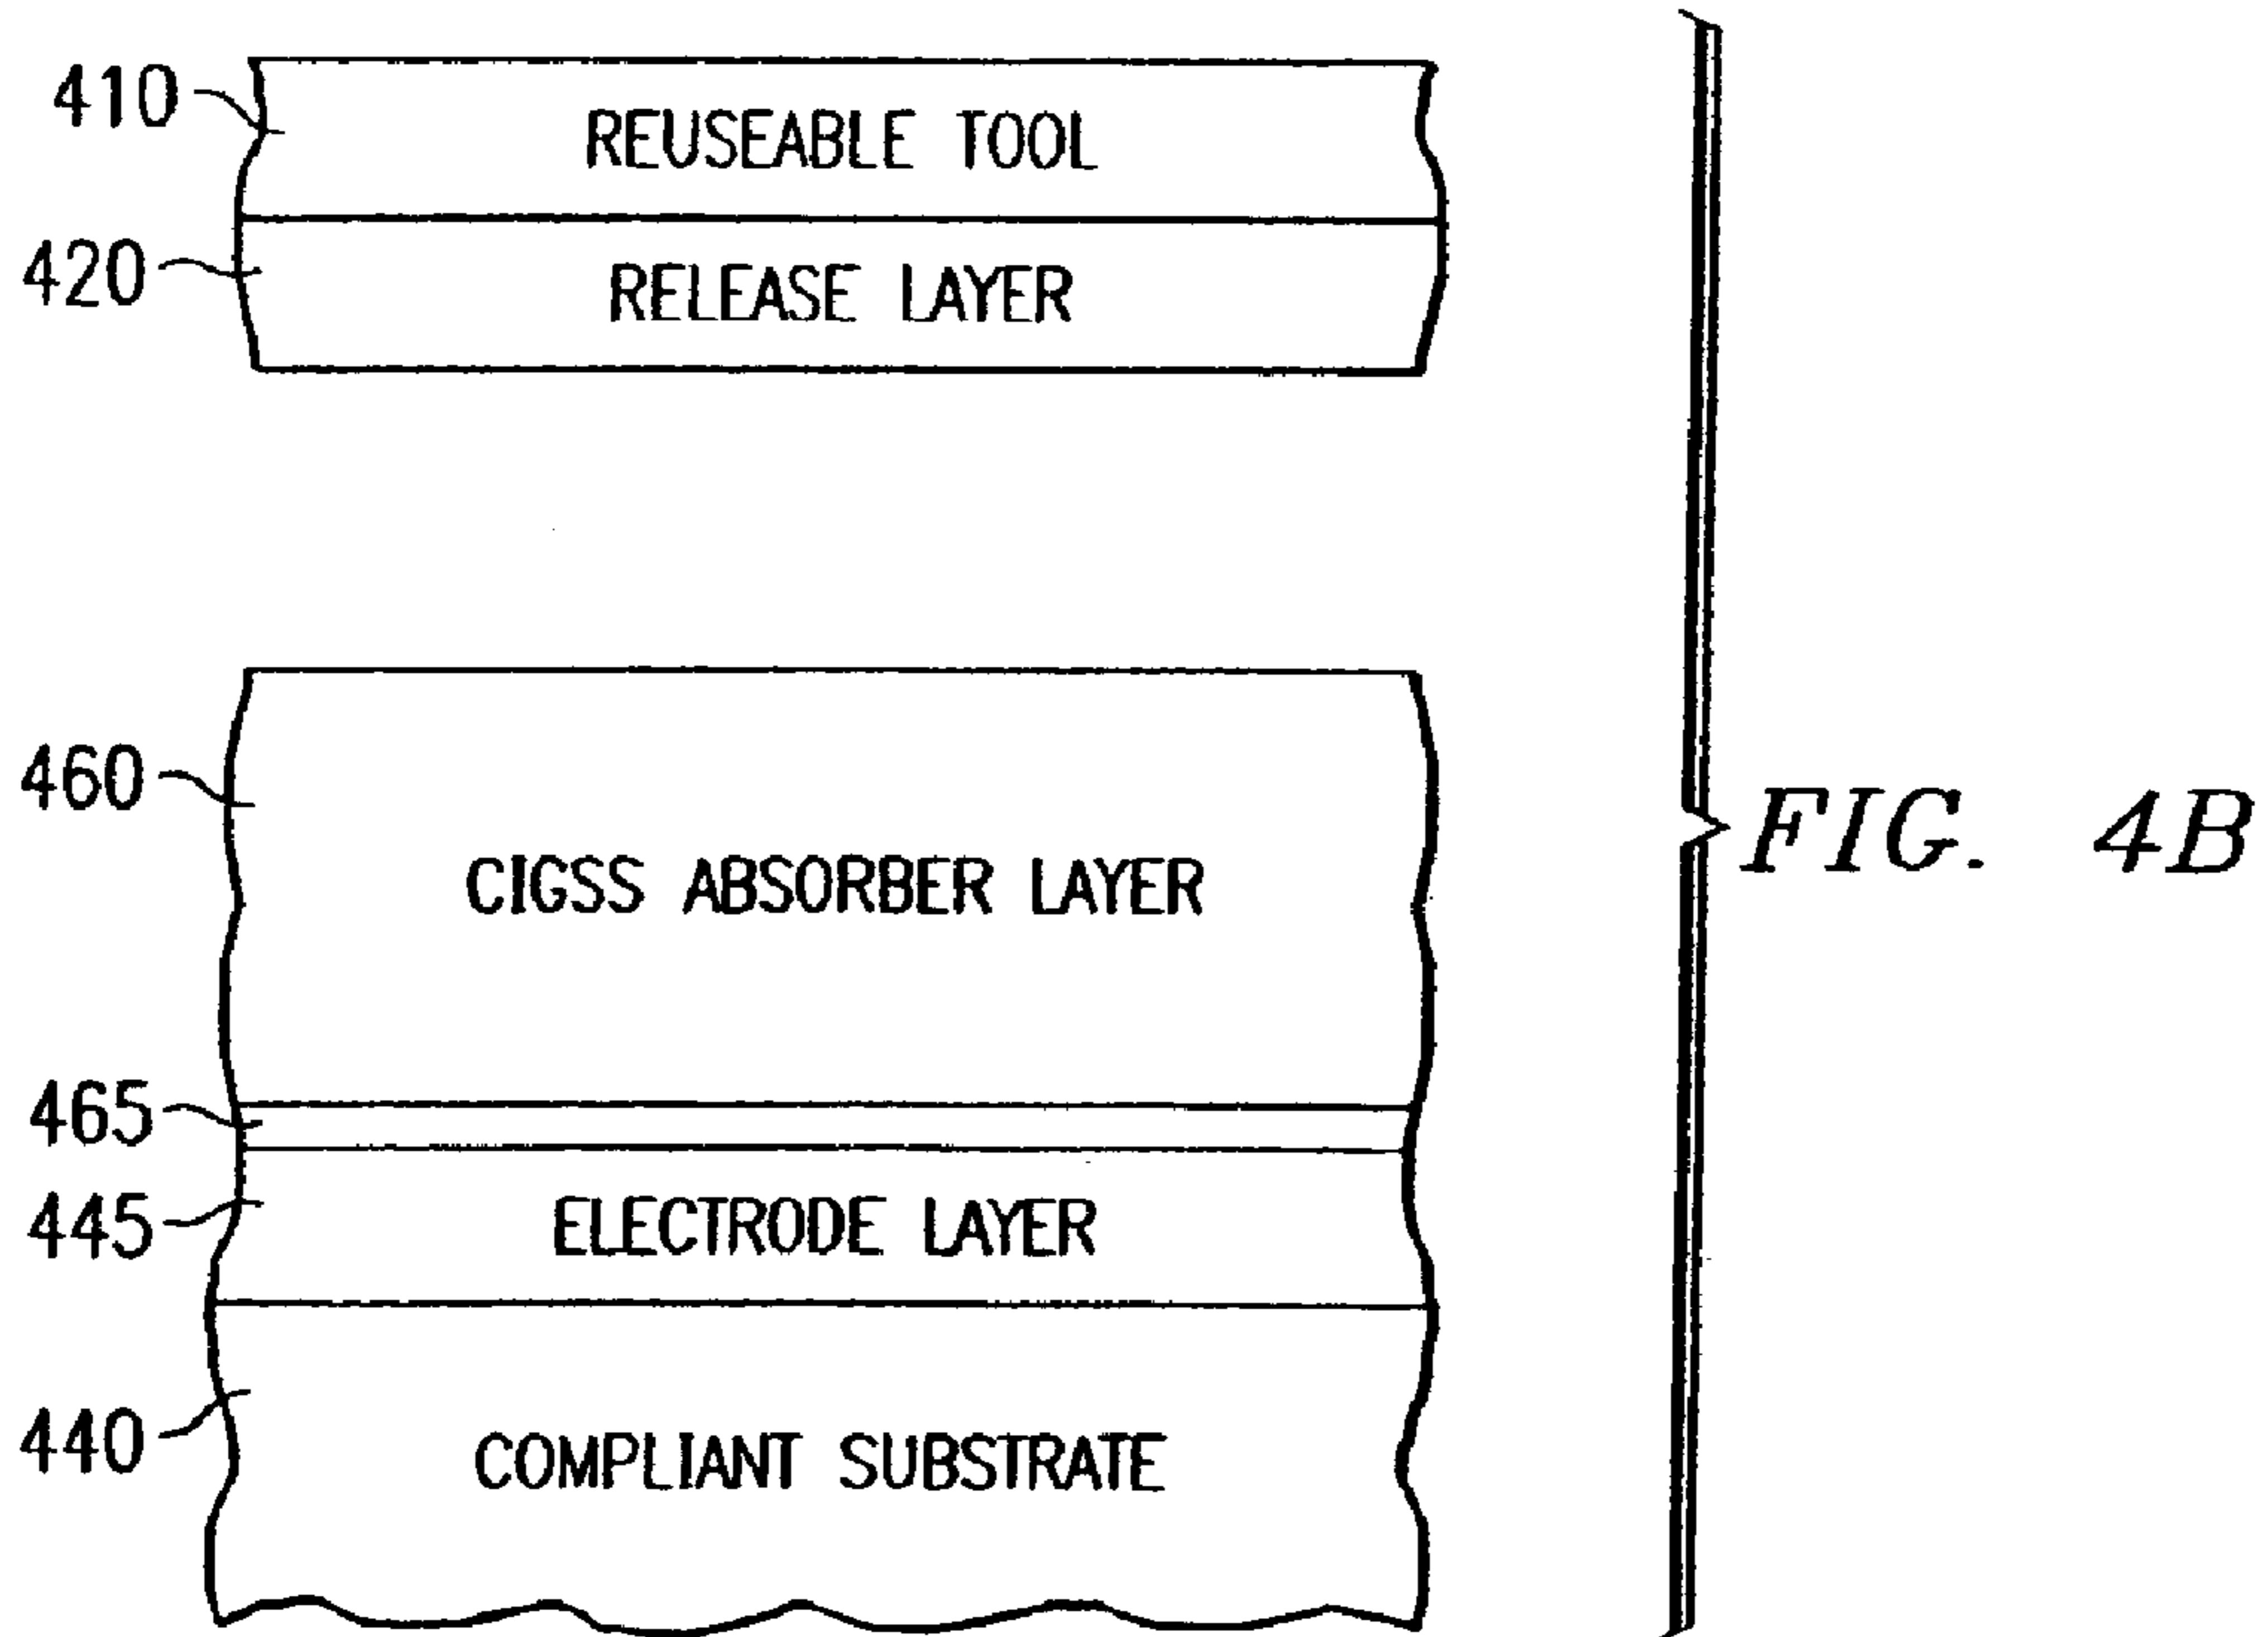 410
REUSEABLE TOOL
420
RELEASE LAYER
460
CIGSS ABSORBER LAYER
FIG. 4B
465
445
ELECTRODE LAYER
440
COMPLIANT SUBSTRATE